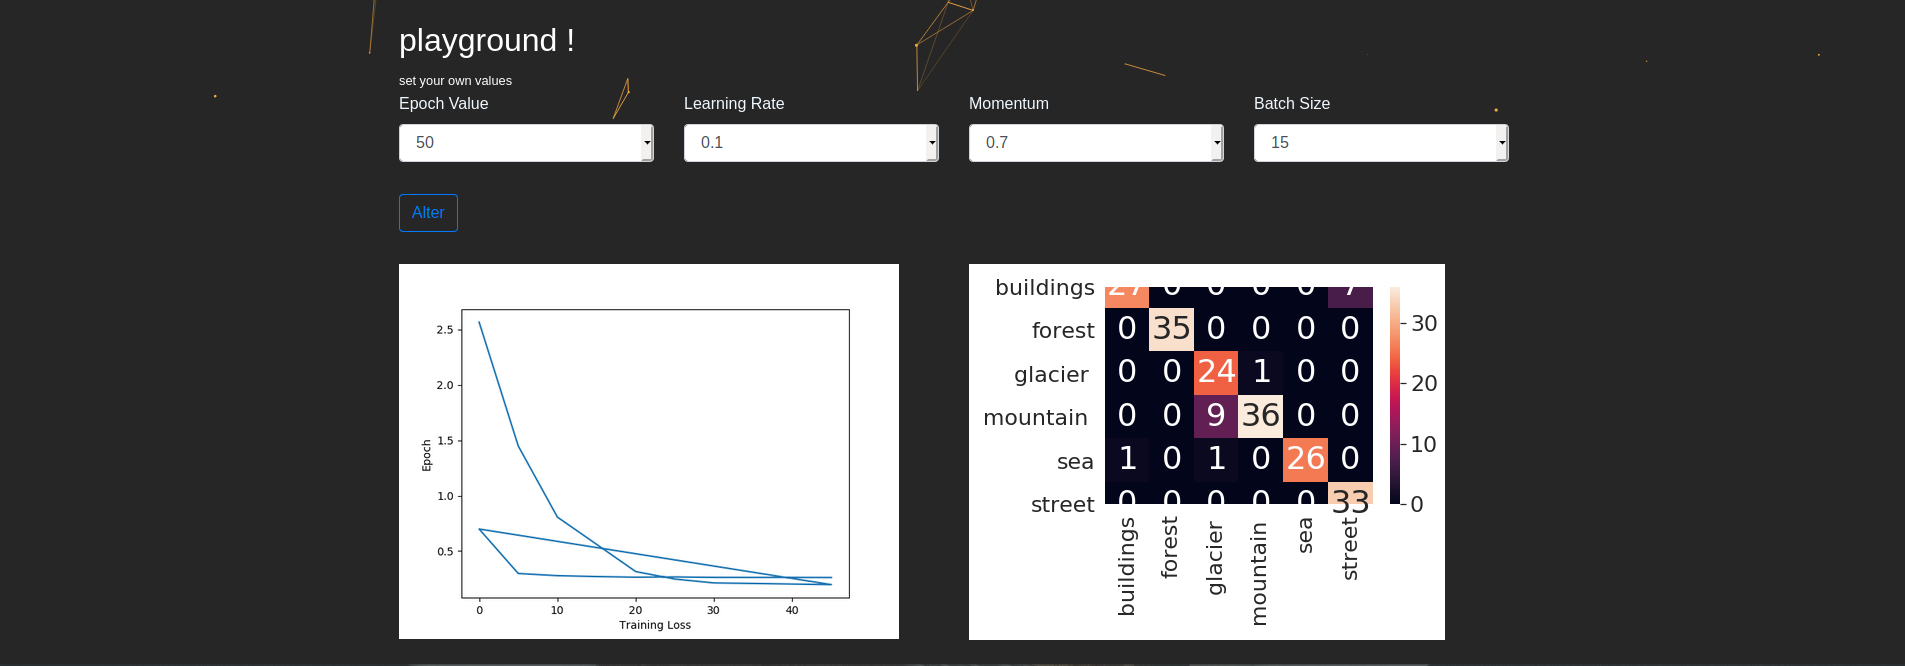 playground !
set your own values
Epoch Value Learning Rate Momentum Batch Size
50 0.1 0.7 15
Alter
2.5
2.0
1.5
1.0
0.5
Epoch
0 10 20 30 40
Training Loss
buildings 27 0 0 0 0 7
forest 0 35 0 0 0 0
glacier 0 0 24 1 0 0
mountain 0 0 9 36 0 0
sea 1 0 1 0 26 0
street 0 0 0 0 0 33
buildings forest glacier mountain sea street
30
20
10
0